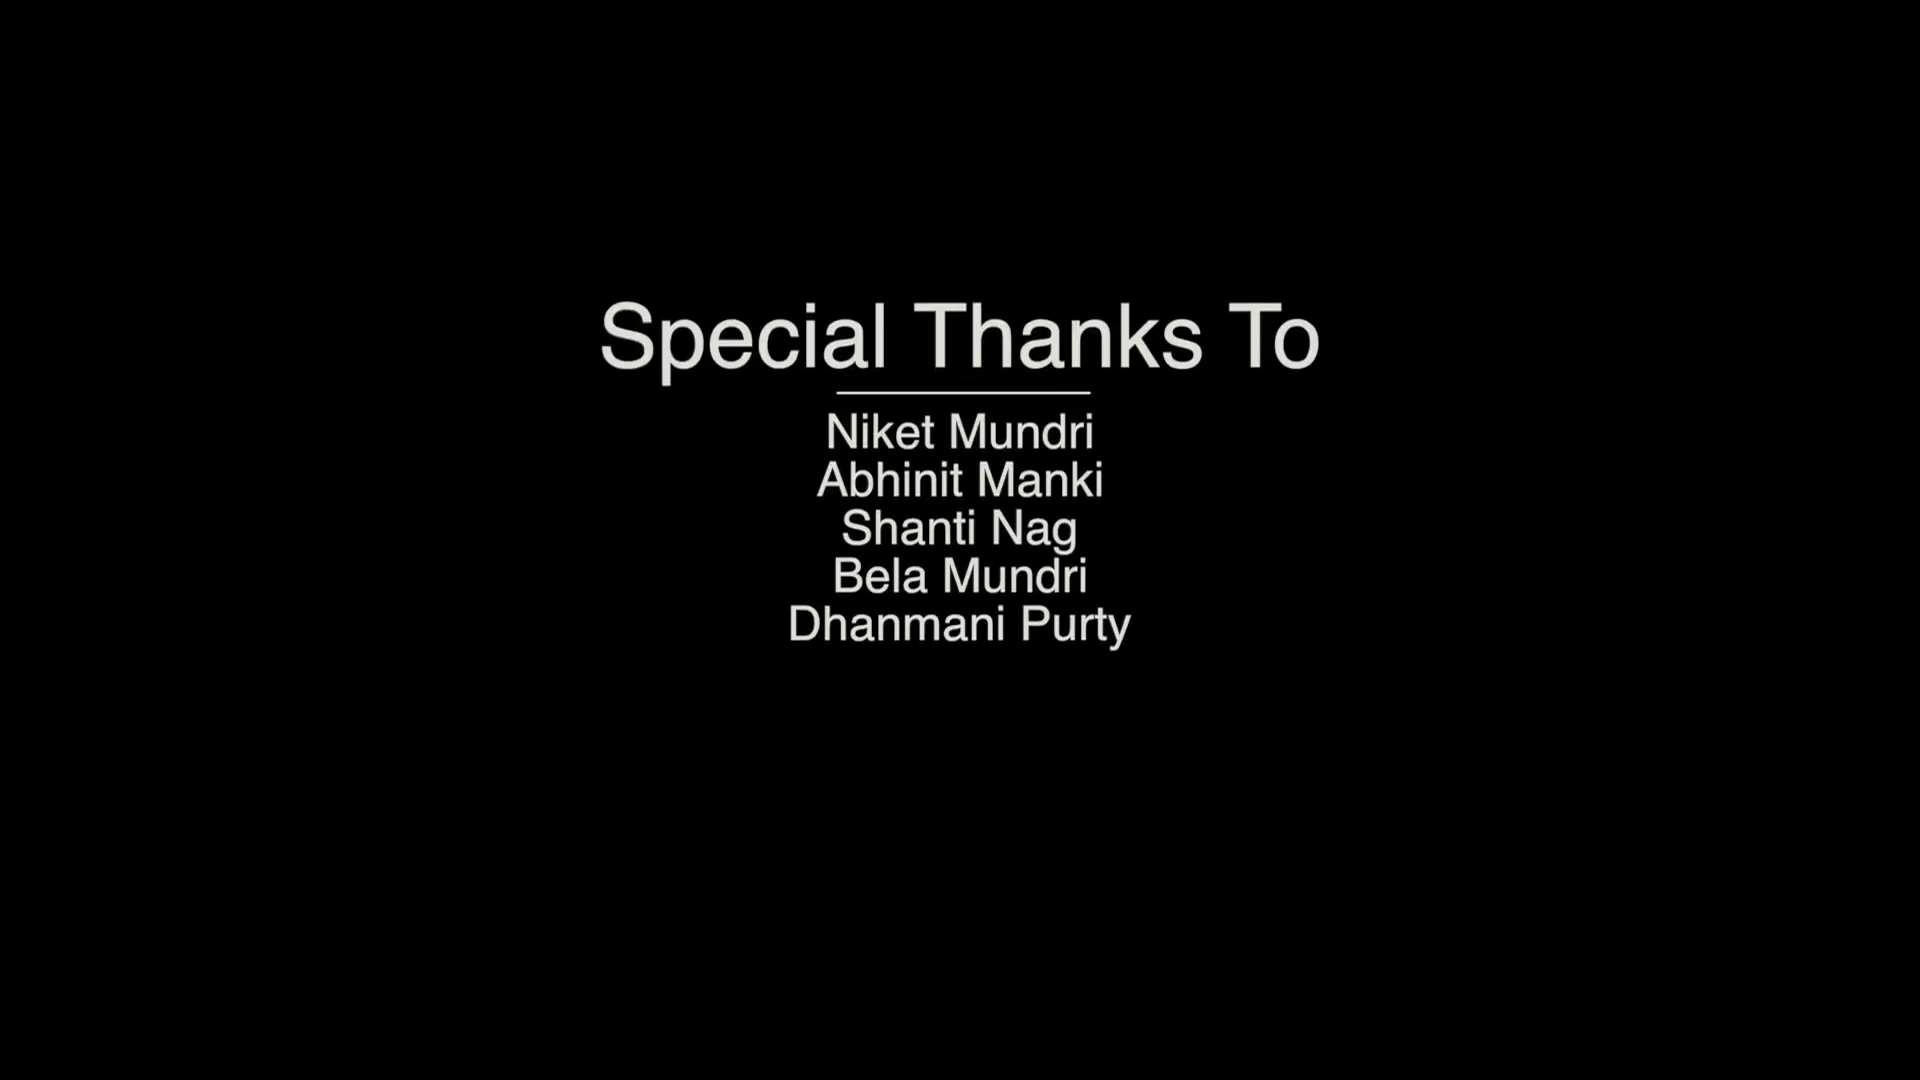 Special Thanks To
Niket Mundri
Abhinit Manki
Shanti Nag
Bela Mundri
Dhanmani Purty